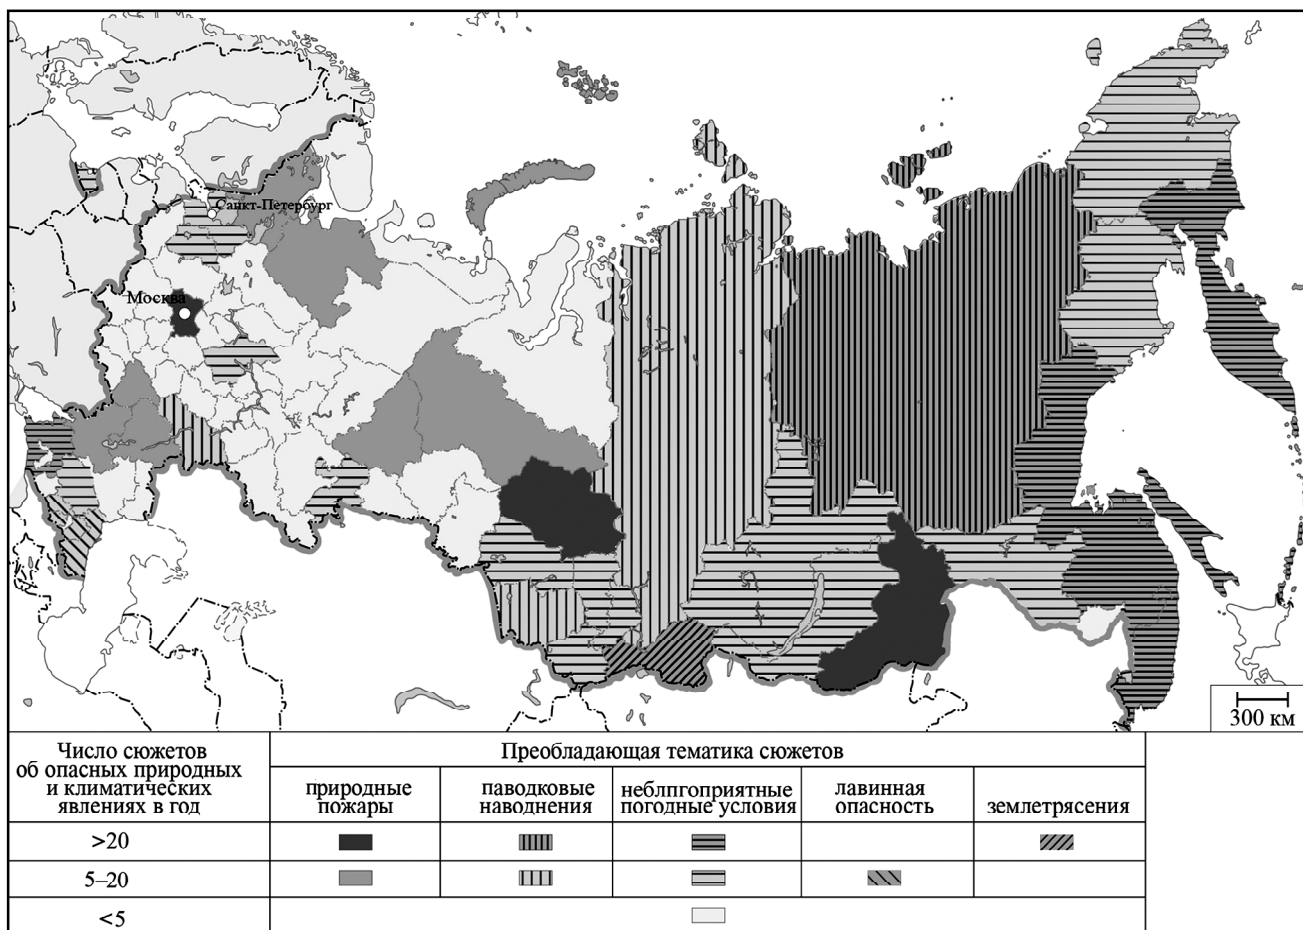 Санкт-Петербург
Москва
300 км
Число сюжетов
об опасных природных
и климатических
явлениях в год
Преобладающая тематика сюжетов
природные
пожары
паводковые
наводнения
неблпгоприятные
погодные условия
лавинная
опасность
землетрясения
>20
5–20
<5